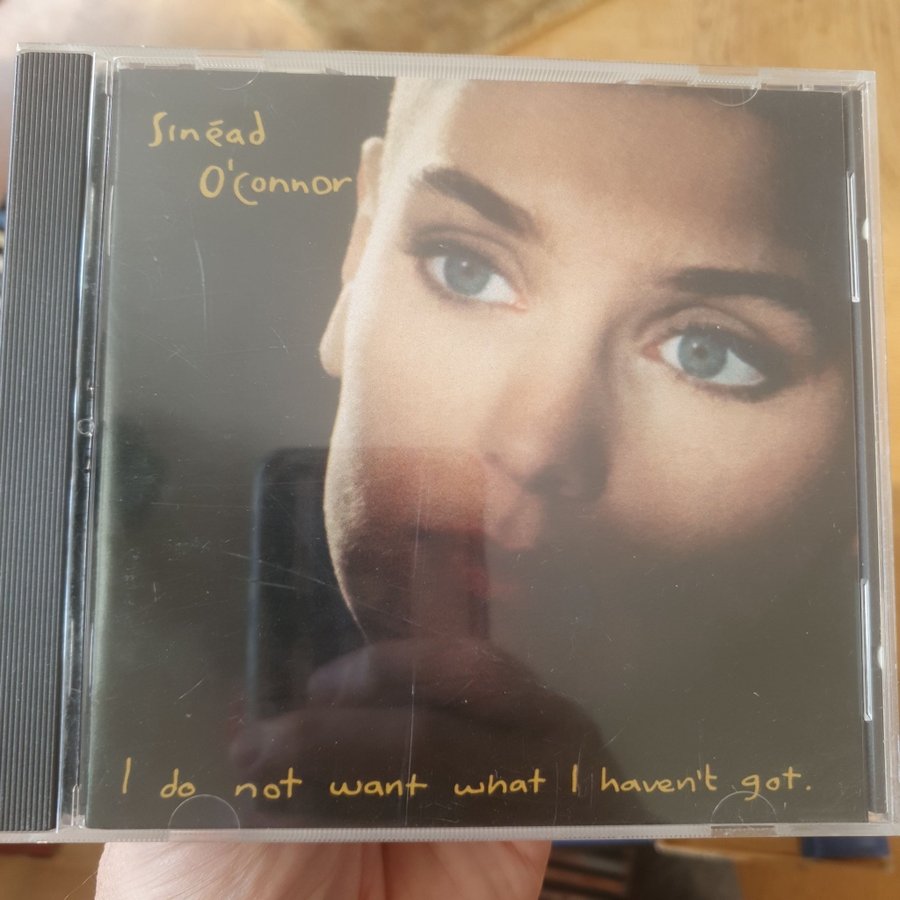 Sinéad
O'Connor
I do not want what I haven't got.